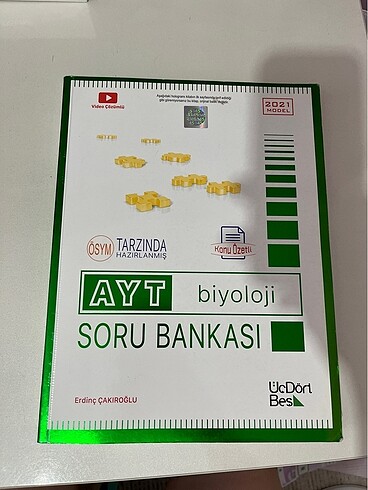 Video Çözümlü
2021
MODEL
ÖSYM TARZINDA
HAZIRLANMIŞ
Konu Özetli
AYT biyoloji
SORU BANKASI
Erdinç ÇAKIROĞLU
ÜçDört
Beş